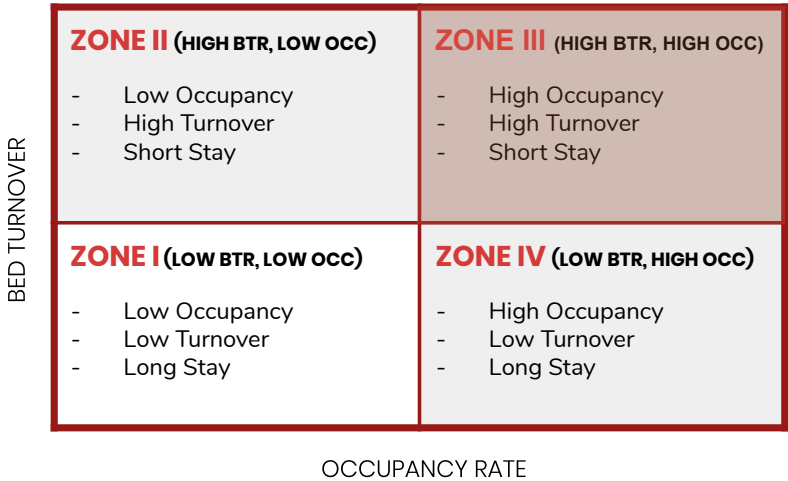 ZONE II (HIGH BTR, LOW OCC)
- Low Occupancy
- High Turnover
- Short Stay
ZONE III (HIGH BTR, HIGH OCC)
- High Occupancy
- High Turnover
- Short Stay
BED TURNOVER
ZONE I (LOW BTR, LOW OCC)
- Low Occupancy
- Low Turnover
- Long Stay
ZONE IV (LOW BTR, HIGH OCC)
- High Occupancy
- Low Turnover
- Long Stay
OCCUPANCY RATE